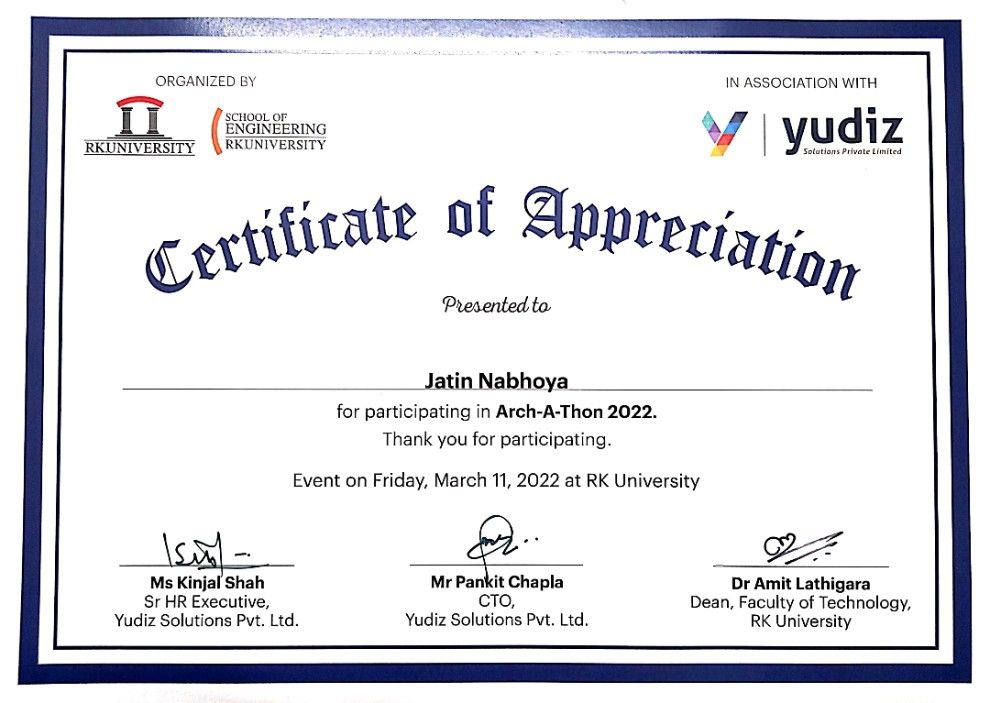 ORGANIZED BY
RKUNIVERSITY
SCHOOL OF
ENGINEERING
RKUNIVERSITY
IN ASSOCIATION WITH
yudiz
Solutions Private Limited
Certificate of Appreciation
Presented to
Jatin Nabhoya
for participating in Arch-A-Thon 2022.
Thank you for participating.
Event on Friday, March 11, 2022 at RK University
Ms Kinjal Shah
Sr HR Executive,
Yudiz Solutions Pvt. Ltd.
Mr Pankit Chapla
CTO,
Yudiz Solutions Pvt. Ltd.
Dr Amit Lathigara
Dean, Faculty of Technology,
RK University